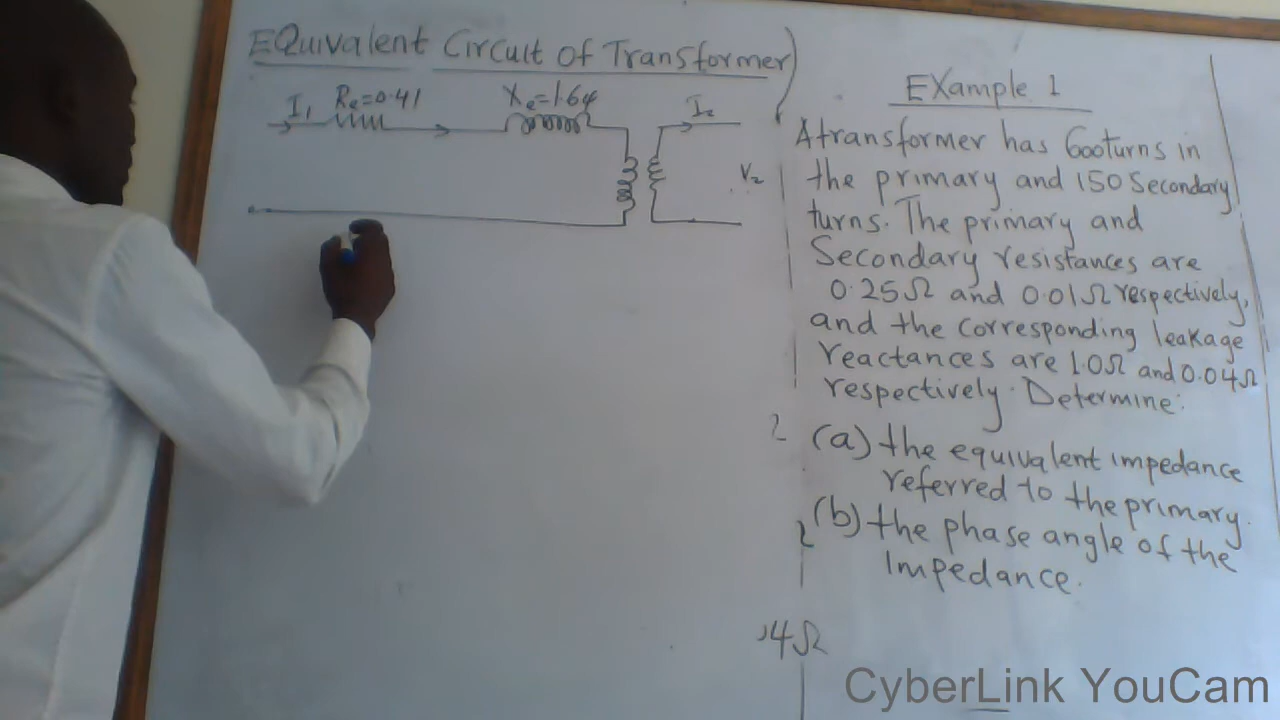 EQuivalent Circuit of Transformer
I₁ Re=0.41 Xe=1.64 I₂
V₂
EXample 1
A transformer has 600turns in
the primary and 150 Secondary
turns. The primary and
Secondary resistances are
0.25Ω and 0.01Ω respectively,
and the corresponding leakage
reactances are 1.0Ω and 0.04Ω
respectively. Determine:
(a) the equivalent impedance
referred to the primary.
(b) the phase angle of the
Impedance.
4Ω
CyberLink YouCam